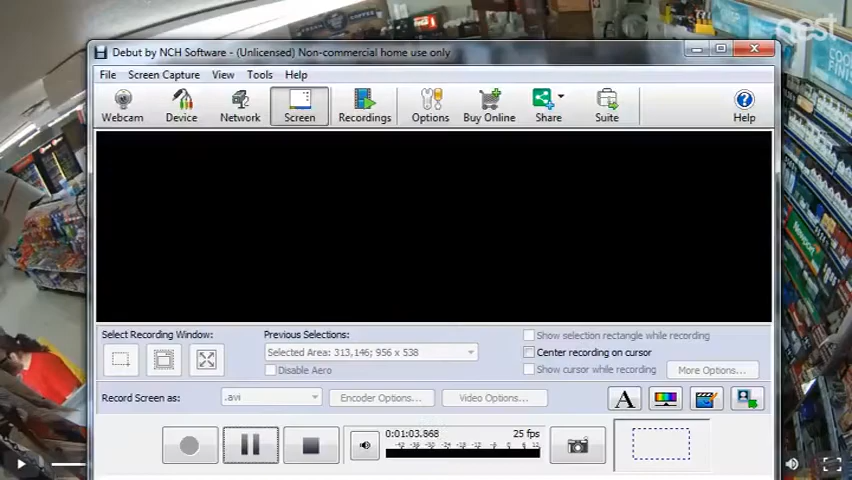 nest
Debut by NCH Software - (Unlicensed) Non-commercial home use only
File Screen Capture View Tools Help
Webcam Device Network Screen Recordings Options Buy Online Share Suite Help
Select Recording Window:
Previous Selections:
Show selection rectangle while recording
Selected Area: 313,146; 956 x 538
Center recording on cursor
Disable Aero
Show cursor while recording
More Options...
Record Screen as:
.avi
Encoder Options...
Video Options...
A
0:01:03.868
25 fps
Newport